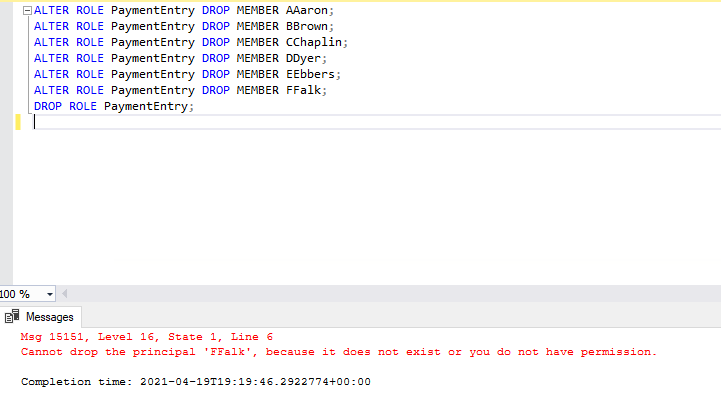 ALTER ROLE PaymentEntry DROP MEMBER AAaron;
ALTER ROLE PaymentEntry DROP MEMBER BBrown;
ALTER ROLE PaymentEntry DROP MEMBER CChaplin;
ALTER ROLE PaymentEntry DROP MEMBER DDyer;
ALTER ROLE PaymentEntry DROP MEMBER EEbbers;
ALTER ROLE PaymentEntry DROP MEMBER FFalk;
DROP ROLE PaymentEntry;
100 %
Messages
Msg 15151, Level 16, State 1, Line 6
Cannot drop the principal 'FFalk', because it does not exist or you do not have permission.
Completion time: 2021-04-19T19:19:46.2922774+00:00